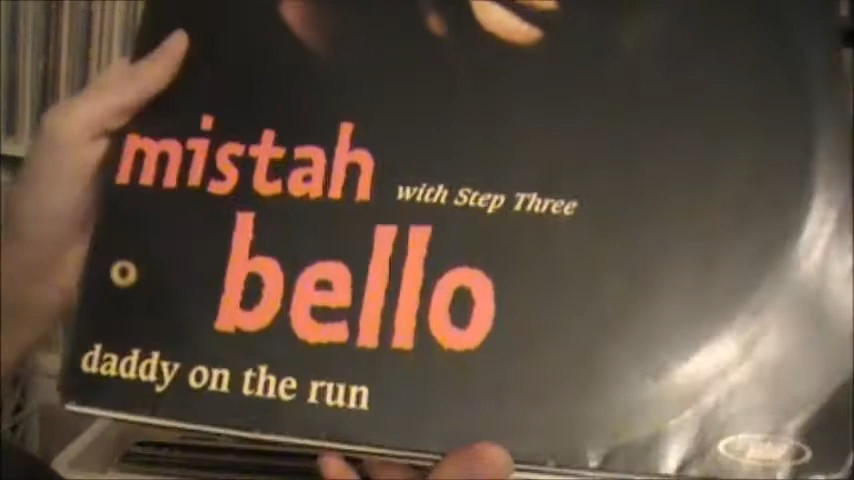 mistah with Step Three
o bello
daddy on the run